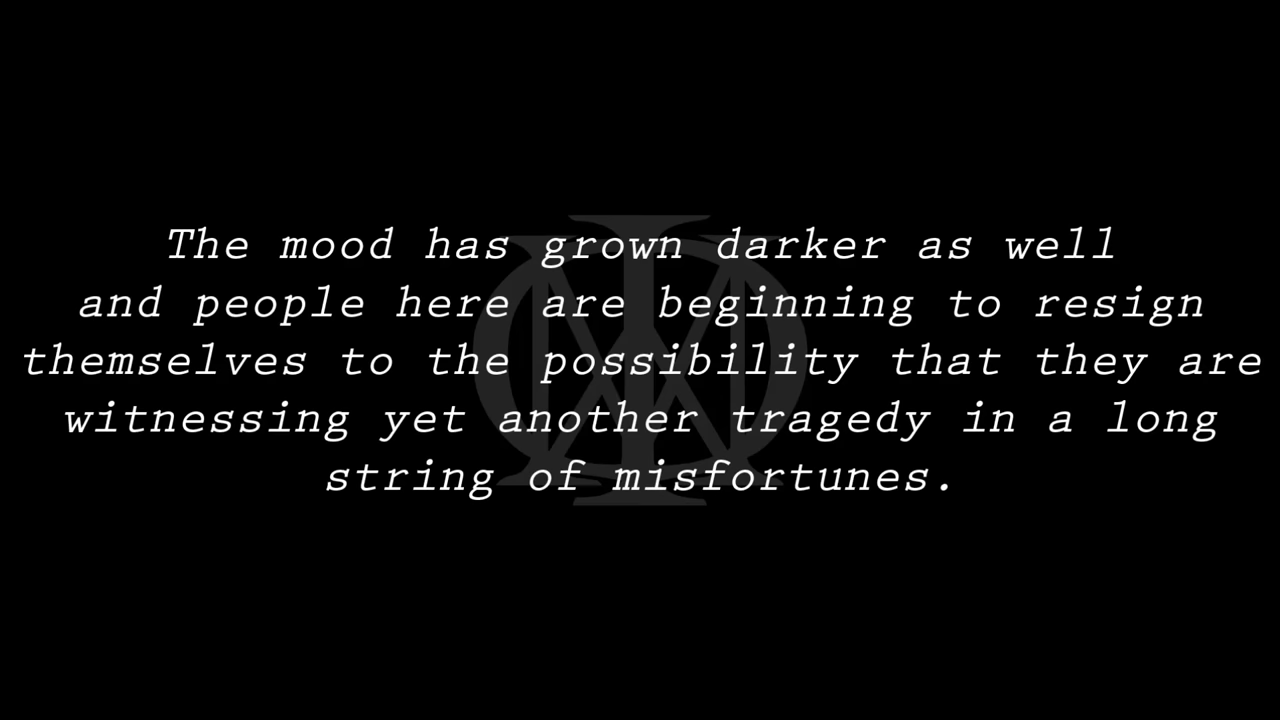 The mood has grown darker as well
and people here are beginning to resign
themselves to the possibility that they are
witnessing yet another tragedy in a long
string of misfortunes.